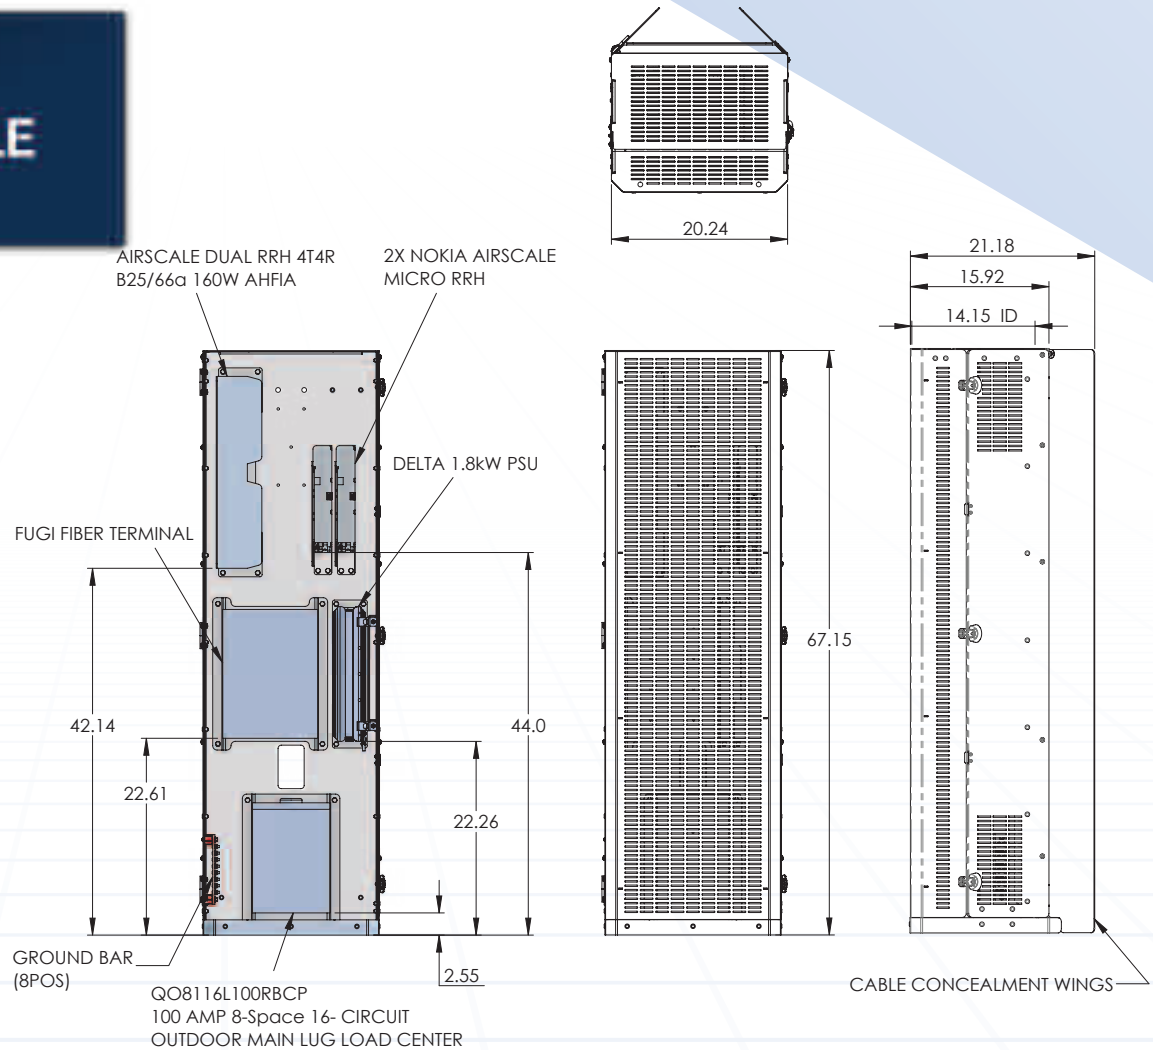 LE
20.24
21.18
15.92
14.15 ID
AIRSCALE DUAL RRH 4T4R
B25/66a 160W AHFIA
2X NOKIA AIRSCALE
MICRO RRH
DELTA 1.8kW PSU
FUGI FIBER TERMINAL
67.15
42.14
44.0
22.61
22.26
2.55
GROUND BAR
(8POS)
QO8116L100RBCP
100 AMP 8-Space 16- CIRCUIT
OUTDOOR MAIN LUG LOAD CENTER
CABLE CONCEALMENT WINGS